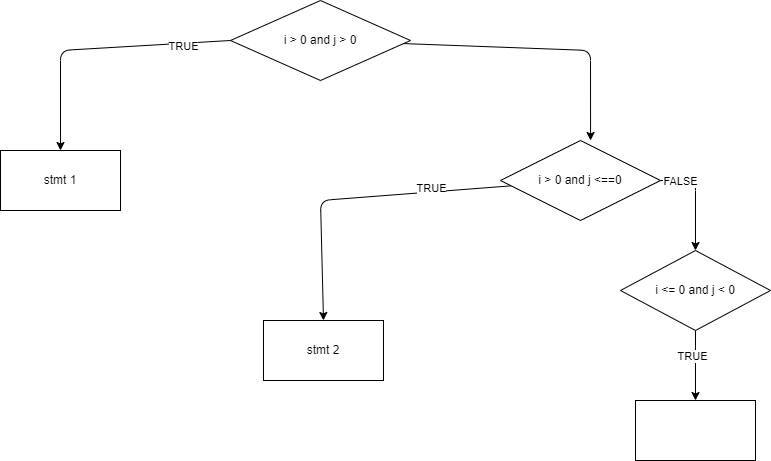 i > 0 and j > 0
TRUE
stmt 1
i > 0 and j <==0
TRUE
FALSE
stmt 2
i <= 0 and j < 0
TRUE